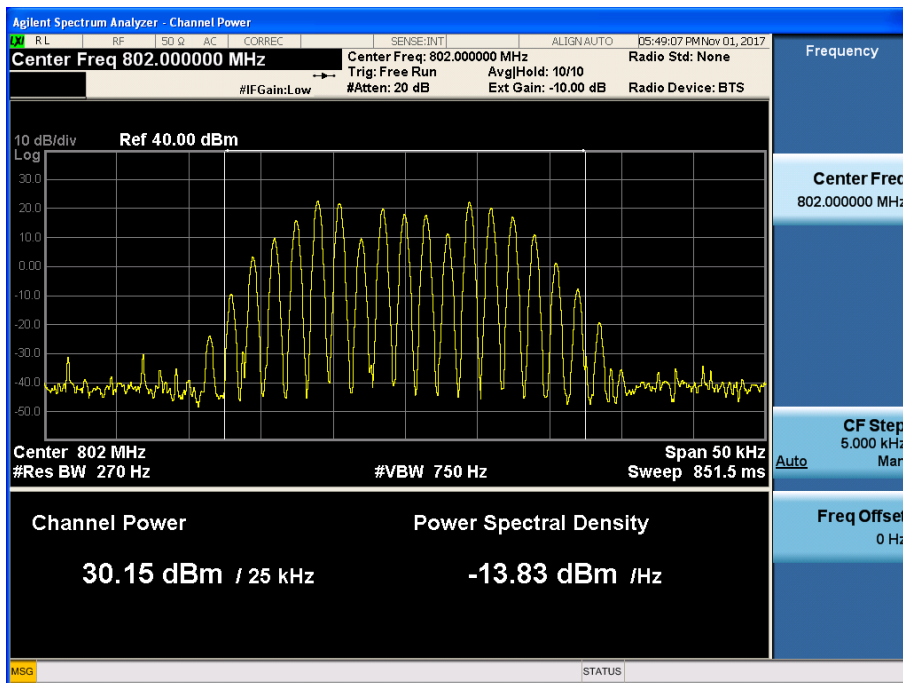 Agilent Spectrum Analyzer - Channel Power
LXI RL RF 50 Ω AC CORREC SENSE:INT ALIGN AUTO 05:49:07 PM Nov 01, 2017
Center Freq 802.000000 MHz
Center Freq: 802.000000 MHz Radio Std: None
Trig: Free Run Avg|Hold: 10/10
#IFGain:Low #Atten: 20 dB Ext Gain: -10.00 dB Radio Device: BTS
10 dB/div Ref 40.00 dBm
Log
30.0
20.0
10.0
0.00
-10.0
-20.0
-30.0
-40.0
-50.0
Center 802 MHz Span 50 kHz
#Res BW 270 Hz #VBW 750 Hz Sweep 851.5 ms
Channel Power Power Spectral Density
30.15 dBm / 25 kHz -13.83 dBm /Hz
Frequency
Center Freq
802.000000 MHz
CF Step
5.000 kHz
Auto Man
Freq Offset
0 Hz
MSG STATUS